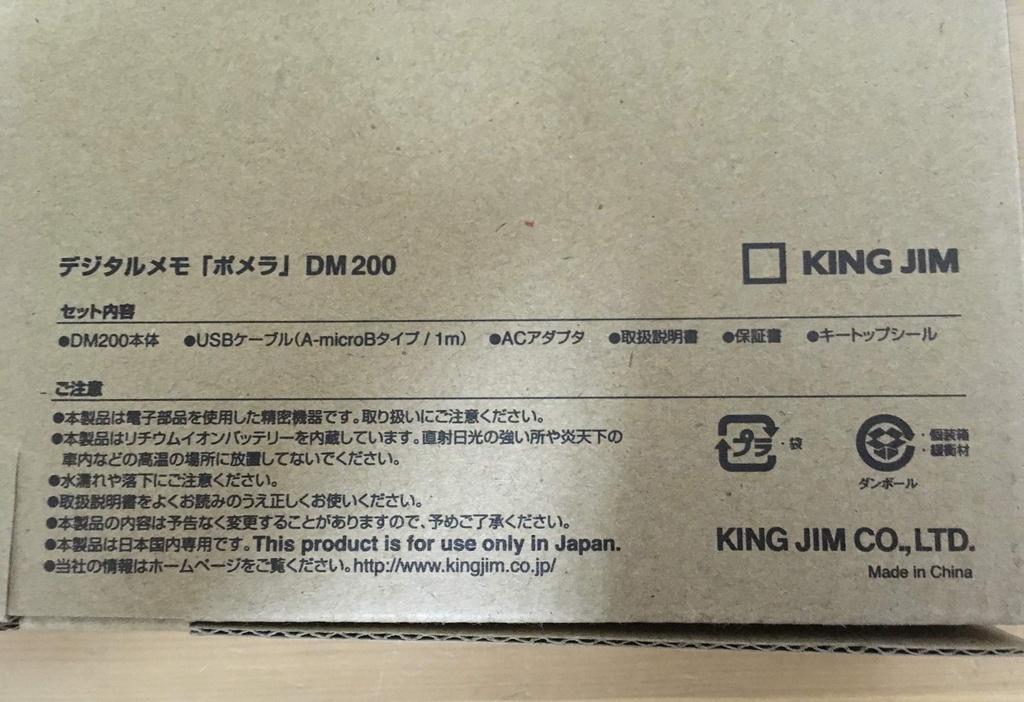 デジタルメモ「ポメラ」 DM200
KING JIM
セット内容
●DM200本体 ●USBケーブル(A-microBタイプ / 1m) ●ACアダプタ ●取扱説明書 ●保証書 ●キートップシール
ご注意
●本製品は電子部品を使用した精密機器です。取り扱いにご注意ください。
●本製品はリチウムイオンバッテリーを内蔵しています。直射日光の強い所や炎天下の
車内などの高温の場所に放置してないでください。
●水濡れや落下にご注意ください。
●取扱説明書をよくお読みのうえ正しくお使いください。
●本製品の内容は予告なく変更することがありますので、予めご了承ください。
●本製品は日本国内専用です。This product is for use only in Japan.
●当社の情報はホームページをご覧ください。http://www.kingjim.co.jp/
プラ ・袋
・個装箱
・緩衝材
ダンボール
KING JIM CO.,LTD.
Made in China